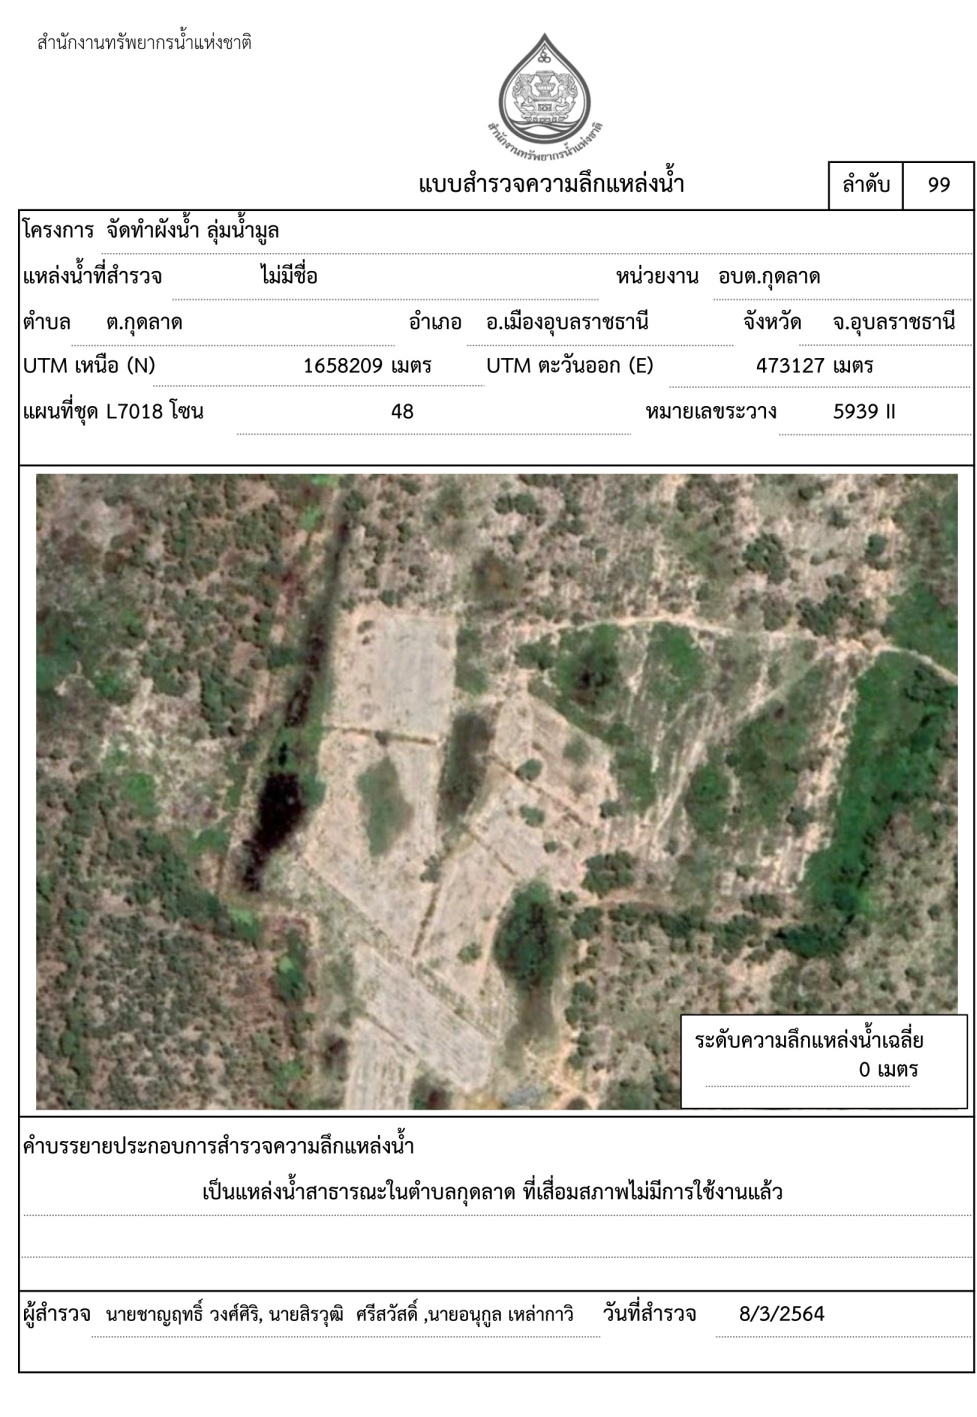 สำนักงานทรัพยากรน้ำแห่งชาติ
สำนักงานทรัพยากรน้ำแห่งชาติ
แบบสำรวจความลึกแหล่งน้ำ ลำดับ 99
โครงการ จัดทำผังน้ำ ลุ่มน้ำมูล
แหล่งน้ำที่สำรวจ ไม่มีชื่อ หน่วยงาน อบต.กุดลาด
ตำบล ต.กุดลาด อำเภอ อ.เมืองอุบลราชธานี จังหวัด จ.อุบลราชธานี
UTM เหนือ (N) 1658209 เมตร UTM ตะวันออก (E) 473127 เมตร
แผนที่ชุด L7018 โซน 48 หมายเลขระวาง 5939 II
ระดับความลึกแหล่งน้ำเฉลี่ย
0 เมตร
คำบรรยายประกอบการสำรวจความลึกแหล่งน้ำ
เป็นแหล่งน้ำสาธารณะในตำบลกุดลาด ที่เสื่อมสภาพไม่มีการใช้งานแล้ว
ผู้สำรวจ นายชาญฤทธิ์ วงศ์ศิริ, นายสิรวุฒิ ศรีสวัสดิ์ ,นายอนุกูล เหล่ากาวิ วันที่สำรวจ 8/3/2564